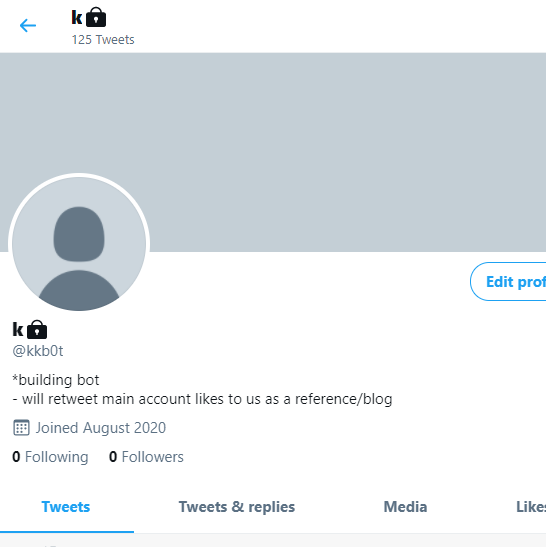 k
125 Tweets
Edit prof
k
@kkb0t
*building bot
- will retweet main account likes to us as a reference/blog
Joined August 2020
0 Following 0 Followers
Tweets Tweets & replies Media Likes